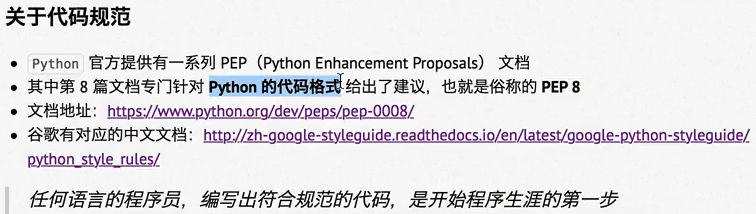 关于代码规范
Python 官方提供有一系列 PEP（Python Enhancement Proposals） 文档
其中第 8 篇文档专门针对 Python 的代码格式 给出了建议，也就是俗称的 PEP 8
文档地址：https://www.python.org/dev/peps/pep-0008/
谷歌有对应的中文文档：http://zh-google-styleguide.readthedocs.io/en/latest/google-python-styleguide/
python_style_rules/
任何语言的程序员，编写出符合规范的代码，是开始程序生涯的第一步